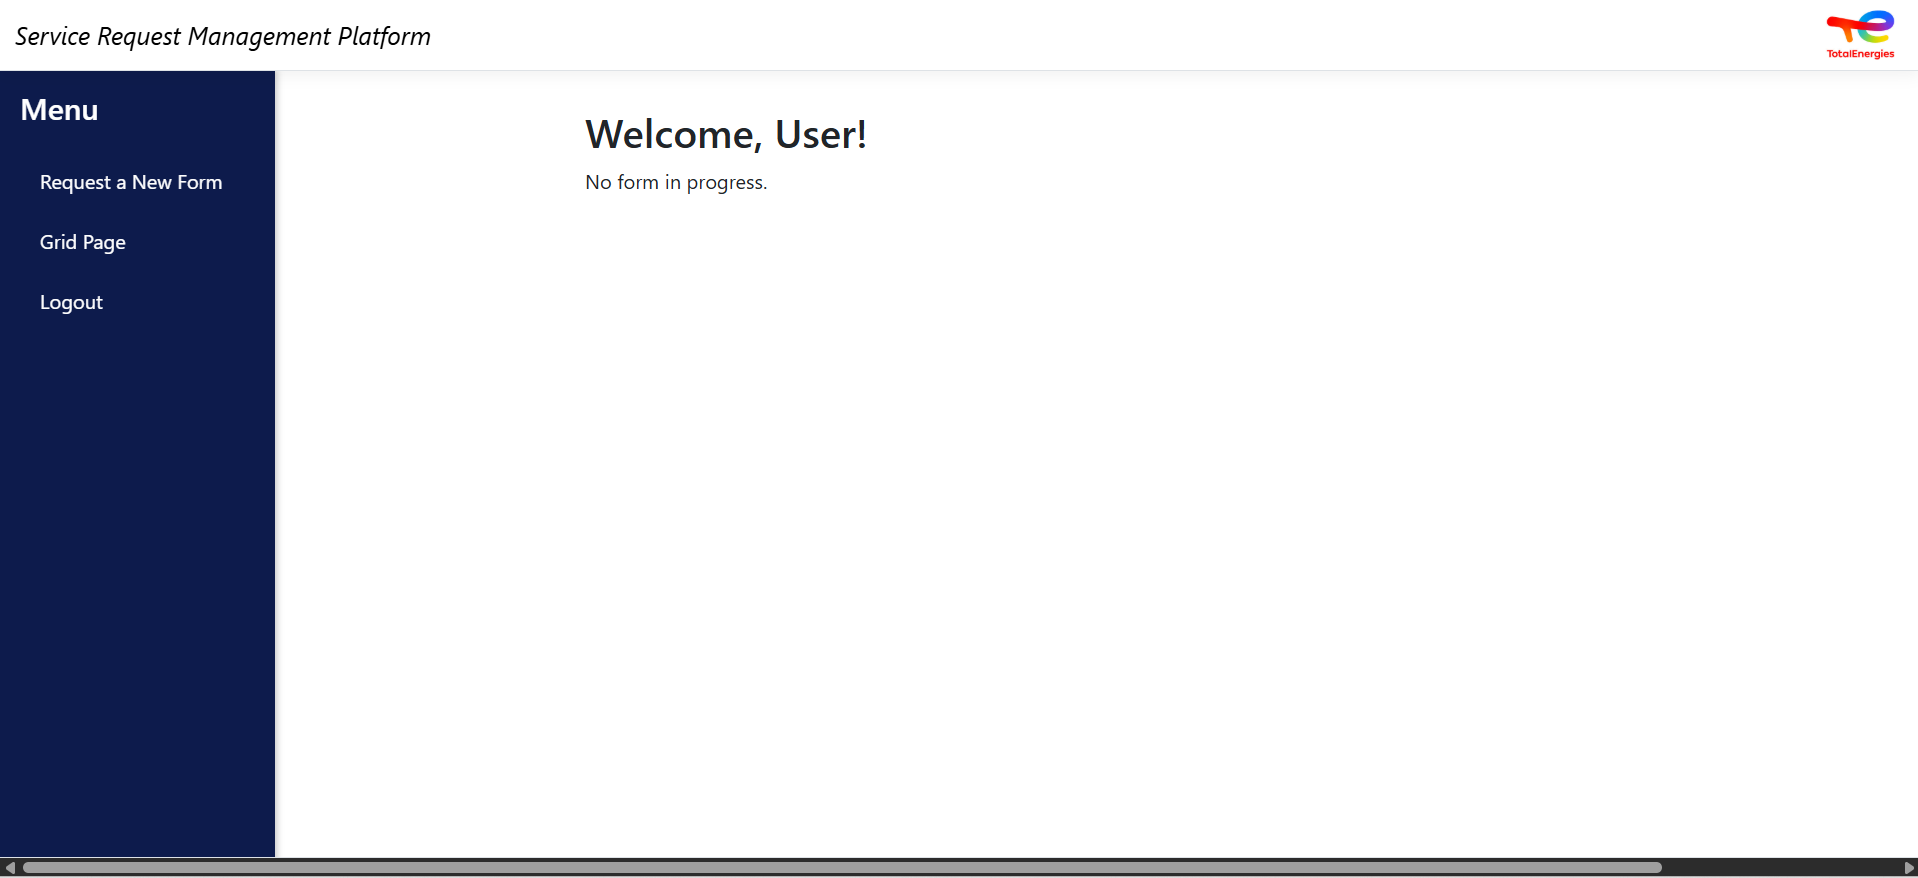 Service Request Management Platform
TotalEnergies
Menu
Request a New Form
Grid Page
Logout
Welcome, User!
No form in progress.